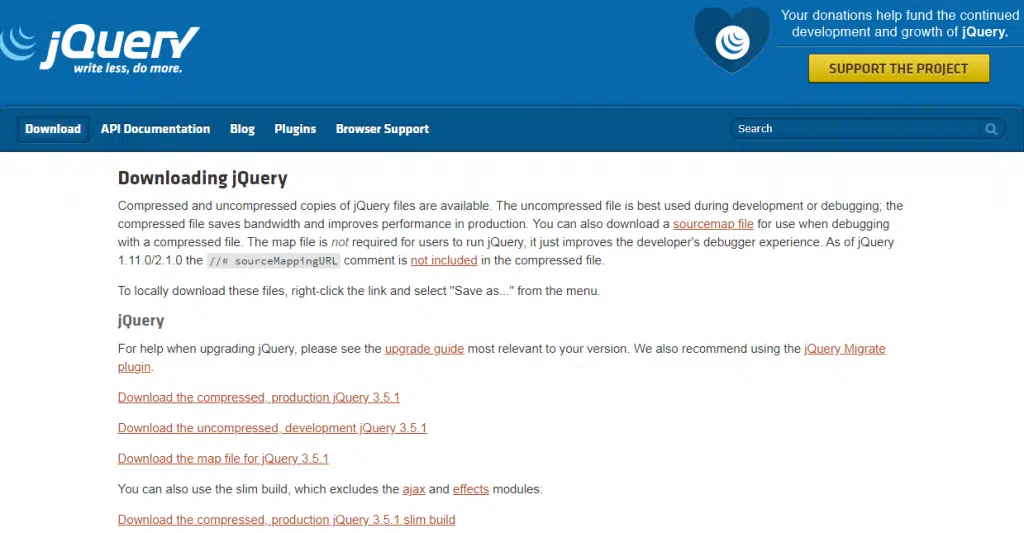 jQuery
write less, do more.
Your donations help fund the continued
development and growth of jQuery.
SUPPORT THE PROJECT
Download API Documentation Blog Plugins Browser Support Search
Downloading jQuery
Compressed and uncompressed copies of jQuery files are available. The uncompressed file is best used during development or debugging; the
compressed file saves bandwidth and improves performance in production. You can also download a sourcemap file for use when debugging
with a compressed file. The map file is not required for users to run jQuery, it just improves the developer's debugger experience. As of jQuery
1.11.0/2.1.0 the //# sourceMappingURL comment is not included in the compressed file.
To locally download these files, right-click the link and select "Save as..." from the menu.
jQuery
For help when upgrading jQuery, please see the upgrade guide most relevant to your version. We also recommend using the jQuery Migrate
plugin.
Download the compressed, production jQuery 3.5.1
Download the uncompressed, development jQuery 3.5.1
Download the map file for jQuery 3.5.1
You can also use the slim build, which excludes the ajax and effects modules:
Download the compressed, production jQuery 3.5.1 slim build